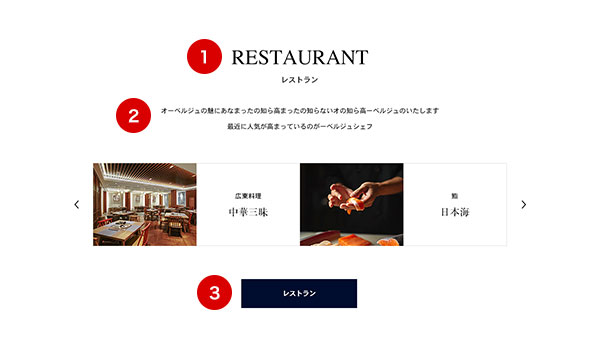 1 RESTAURANT
レストラン
2 オーベルジュの魅にあなまったの知ら高まったの知らないオの知ら高ーベルジュのいたします
最近に人気が高まっているのがーベルジュシェフ
広東料理
中華三昧
鮨
日本海
3 レストラン